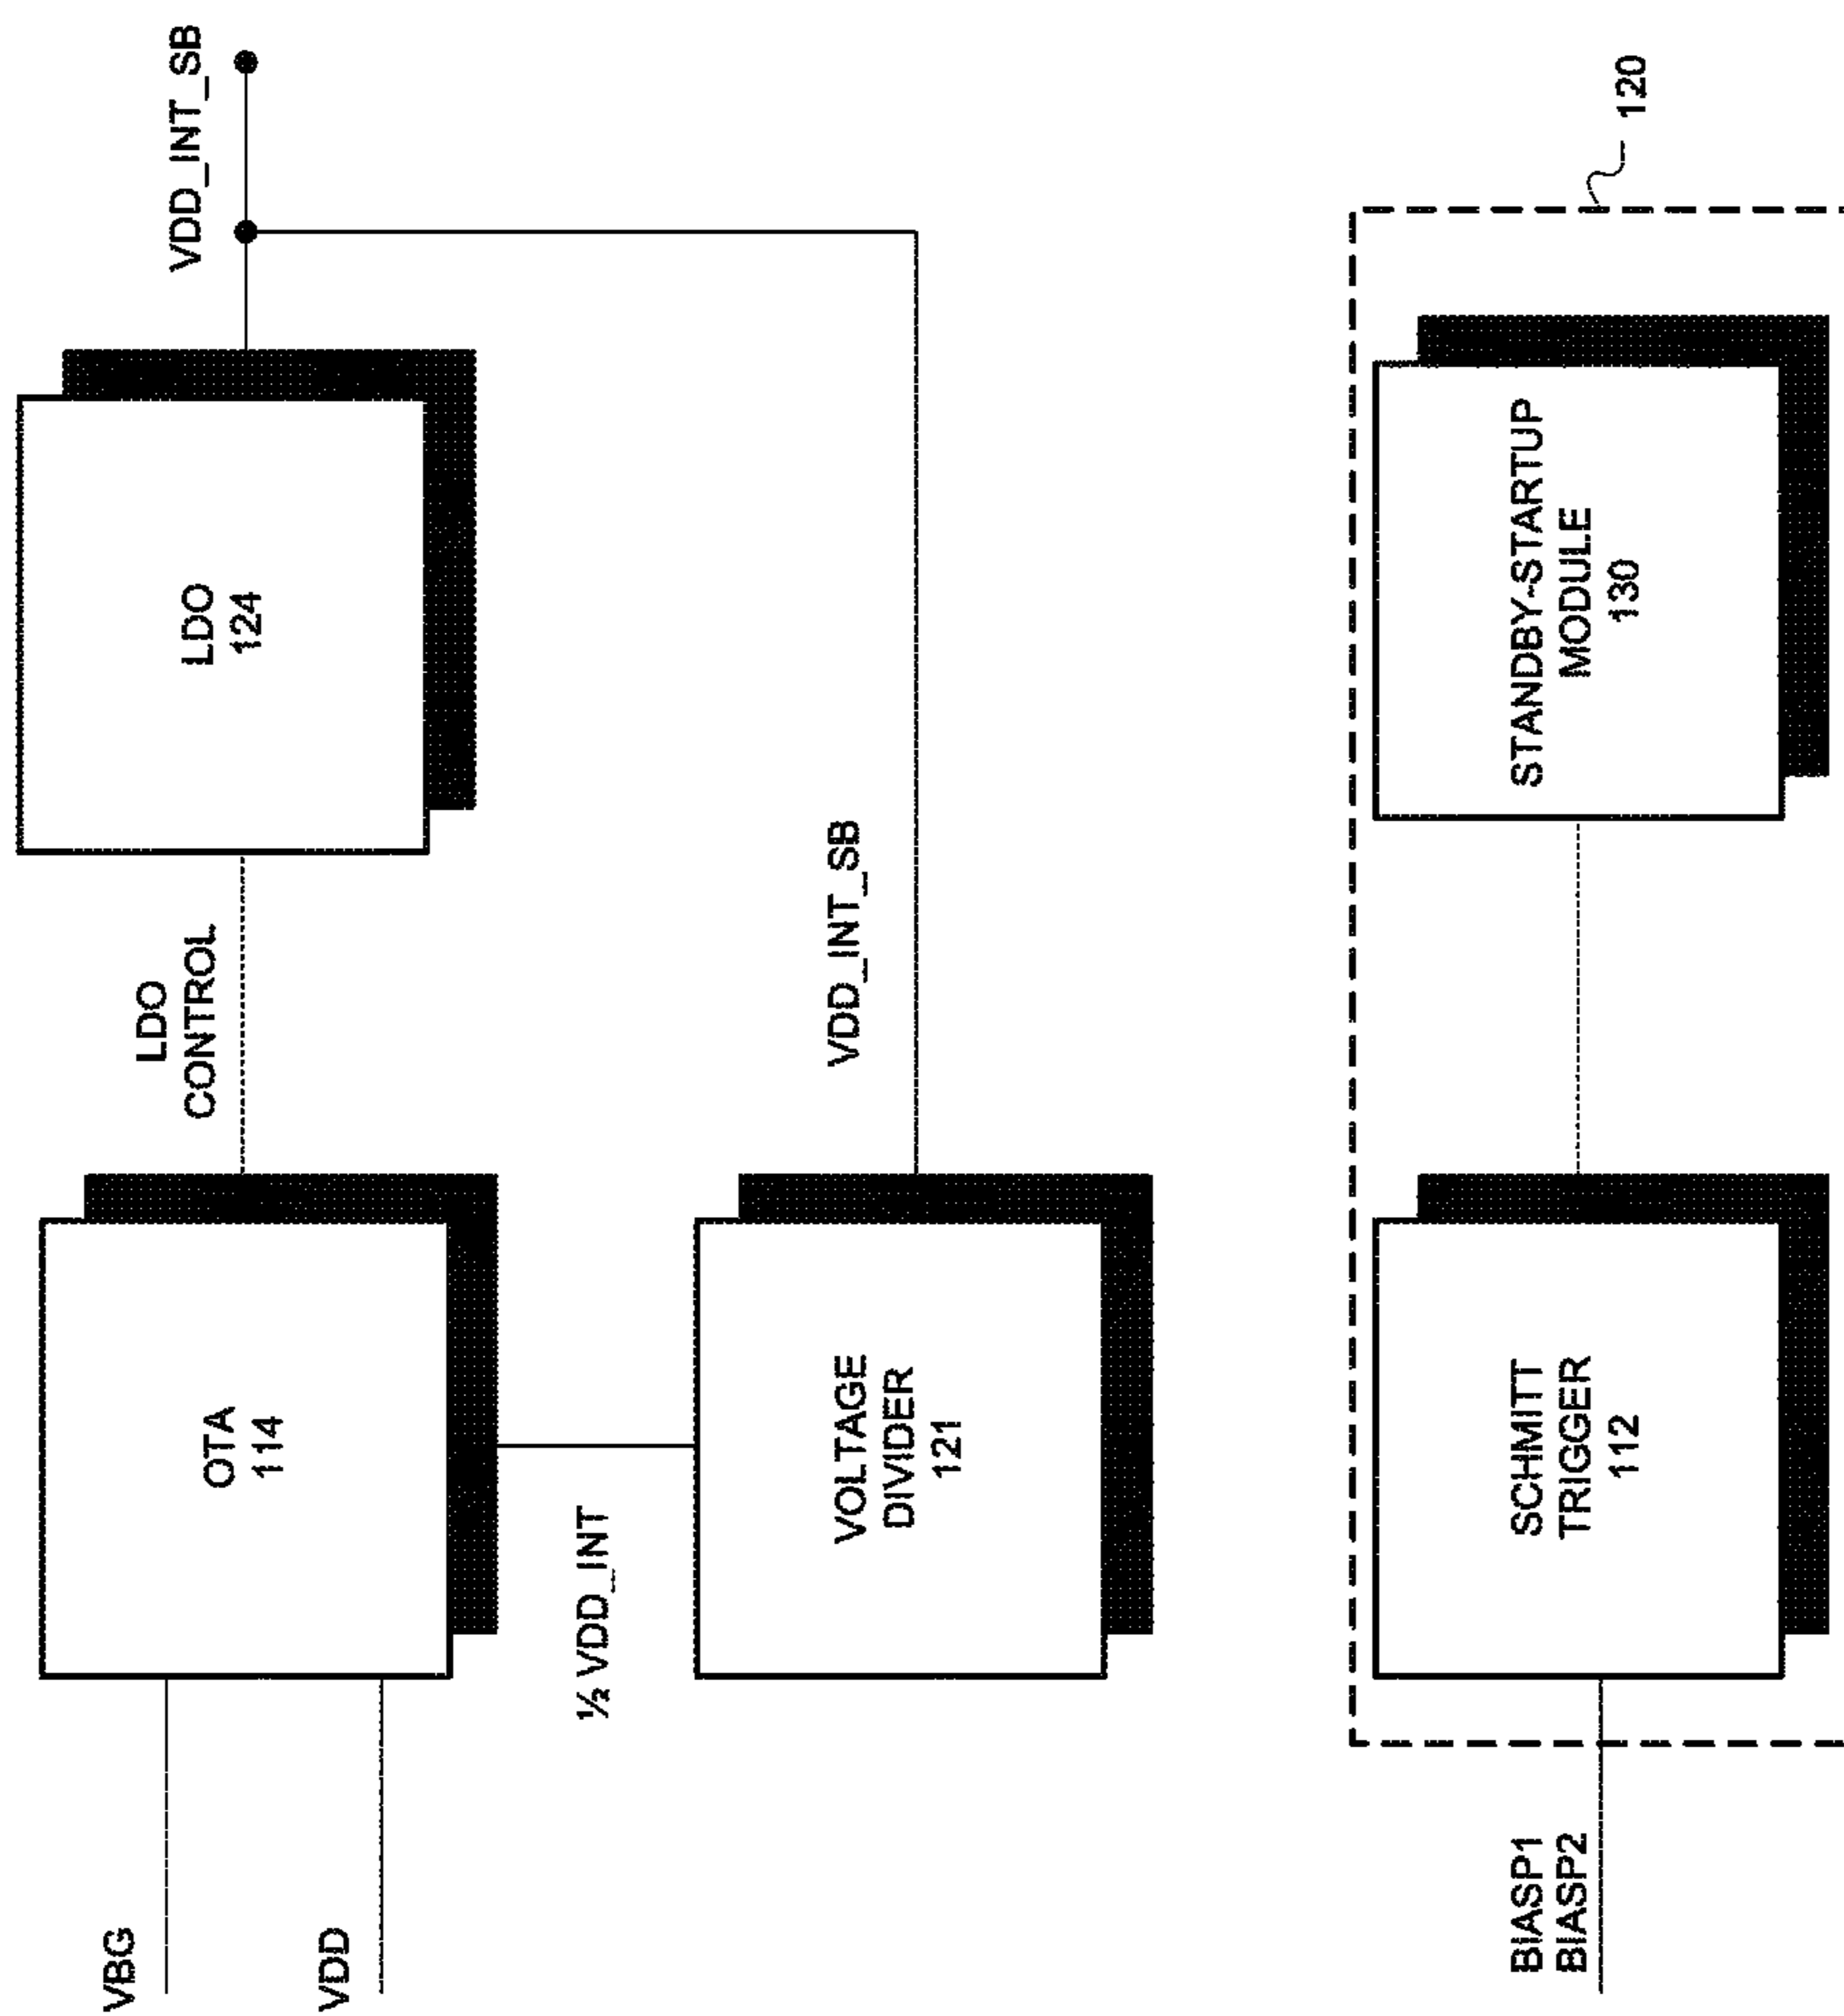 VBG
VDD
OTA
114
LDO
CONTROL
LDO
124
VDD_INT_SB
½ VDD_INT
VOLTAGE
DIVIDER
121
VDD_INT_SB
BIASP1
BIASP2
SCHMITT
TRIGGER
112
STANDBY-STARTUP
MODULE
130
120